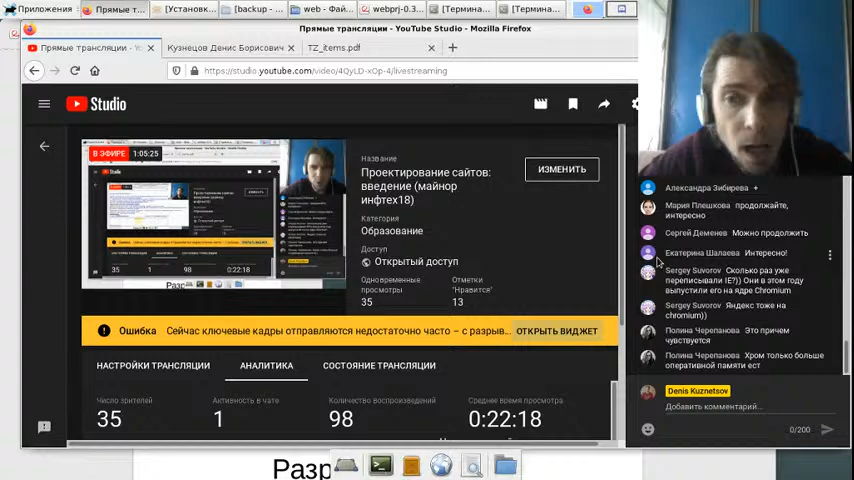 Приложения
Прямые т...
[Установк...
[backup - ...
web - Фай...
webprj-0.3...
[Термина...
[Термина...
Прямые трансляции - YouTube Studio - Mozilla Firefox
Прямые трансляции - YouTube St
Кузнецов Денис Борисович
TZ_items.pdf
https://studio.youtube.com/video/4QyLD-xDp-4/livestreaming
Studio
В ЭФИРЕ 1:05:25
Название
Проектирование сайтов:
введение (майнор
инфтех18)
ИЗМЕНИТЬ
Категория
Образование
Доступ
Открытый доступ
Одновременные
просмотры
35
Отметки
"Нравится"
13
Ошибка Сейчас ключевые кадры отправляются недостаточно часто – с разрыв...
ОТКРЫТЬ ВИДЖЕТ
НАСТРОЙКИ ТРАНСЛЯЦИИ
АНАЛИТИКА
СОСТОЯНИЕ ТРАНСЛЯЦИИ
Число зрителей
35
Активность в чате
1
Количество воспроизведений
98
Среднее время просмотра
0:22:18
Александра Зибирева +
Мария Плешкова продолжайте,
интересно
Сергей Деменев Можно продолжить
Екатерина Шалаева Интересно!
Sergey Suvorov Сколько раз уже
переписывали IE?)) Они в этом году
выпустили его на ядре Chromium
Sergey Suvorov Яндекс тоже на
chromium))
Полина Черепанова Это причем
чувствуется
Полина Черепанова Хром только больше
оперативной памяти ест
Denis Kuznetsov
Добавить комментарий...
0/200
Разр